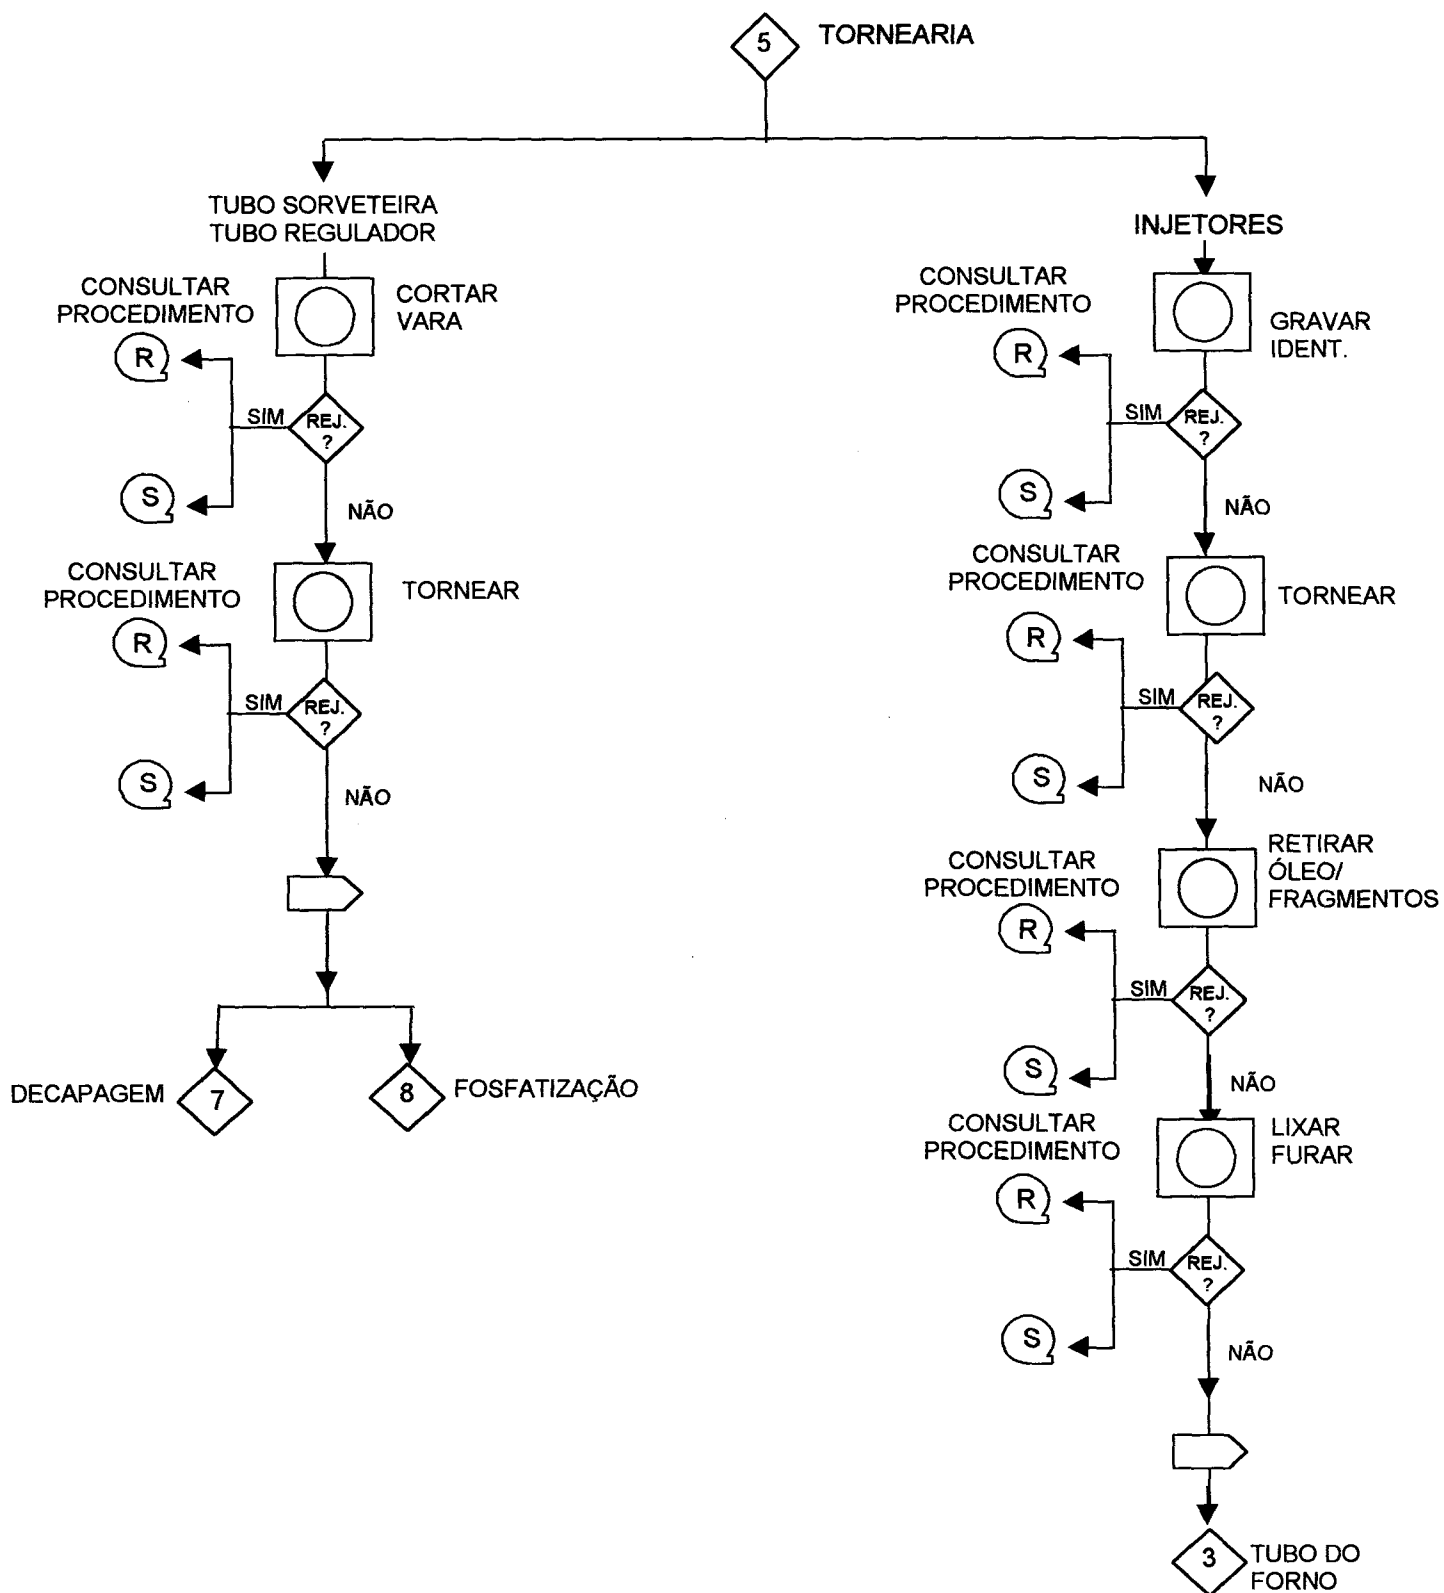 5
TORNEARIA
TUBO SORVETEIRA
TUBO REGULADOR
CONSULTAR
PROCEDIMENTO
CORTAR
VARA
R
SIM
REJ.
?
S
NÃO
CONSULTAR
PROCEDIMENTO
TORNEAR
R
SIM
REJ.
?
S
NÃO
DECAPAGEM
7
8
FOSFATIZAÇÃO
INJETORES
CONSULTAR
PROCEDIMENTO
GRAVAR
IDENT.
R
SIM
REJ.
?
S
NÃO
CONSULTAR
PROCEDIMENTO
TORNEAR
R
SIM
REJ.
?
S
NÃO
CONSULTAR
PROCEDIMENTO
RETIRAR
ÓLEO/
FRAGMENTOS
R
SIM
REJ.
?
S
NÃO
CONSULTAR
PROCEDIMENTO
LIXAR
FURAR
R
SIM
REJ.
?
S
NÃO
3
TUBO DO
FORNO